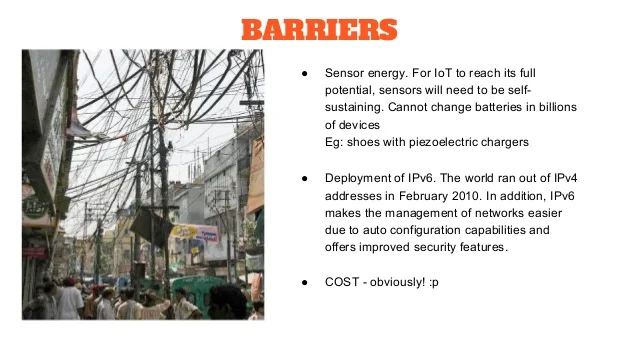 BARRIERS
● Sensor energy. For IoT to reach its full
potential, sensors will need to be self-
sustaining. Cannot change batteries in billions
of devices
Eg: shoes with piezoelectric chargers
● Deployment of IPv6. The world ran out of IPv4
addresses in February 2010. In addition, IPv6
makes the management of networks easier
due to auto configuration capabilities and
offers improved security features.
● COST - obviously! :p